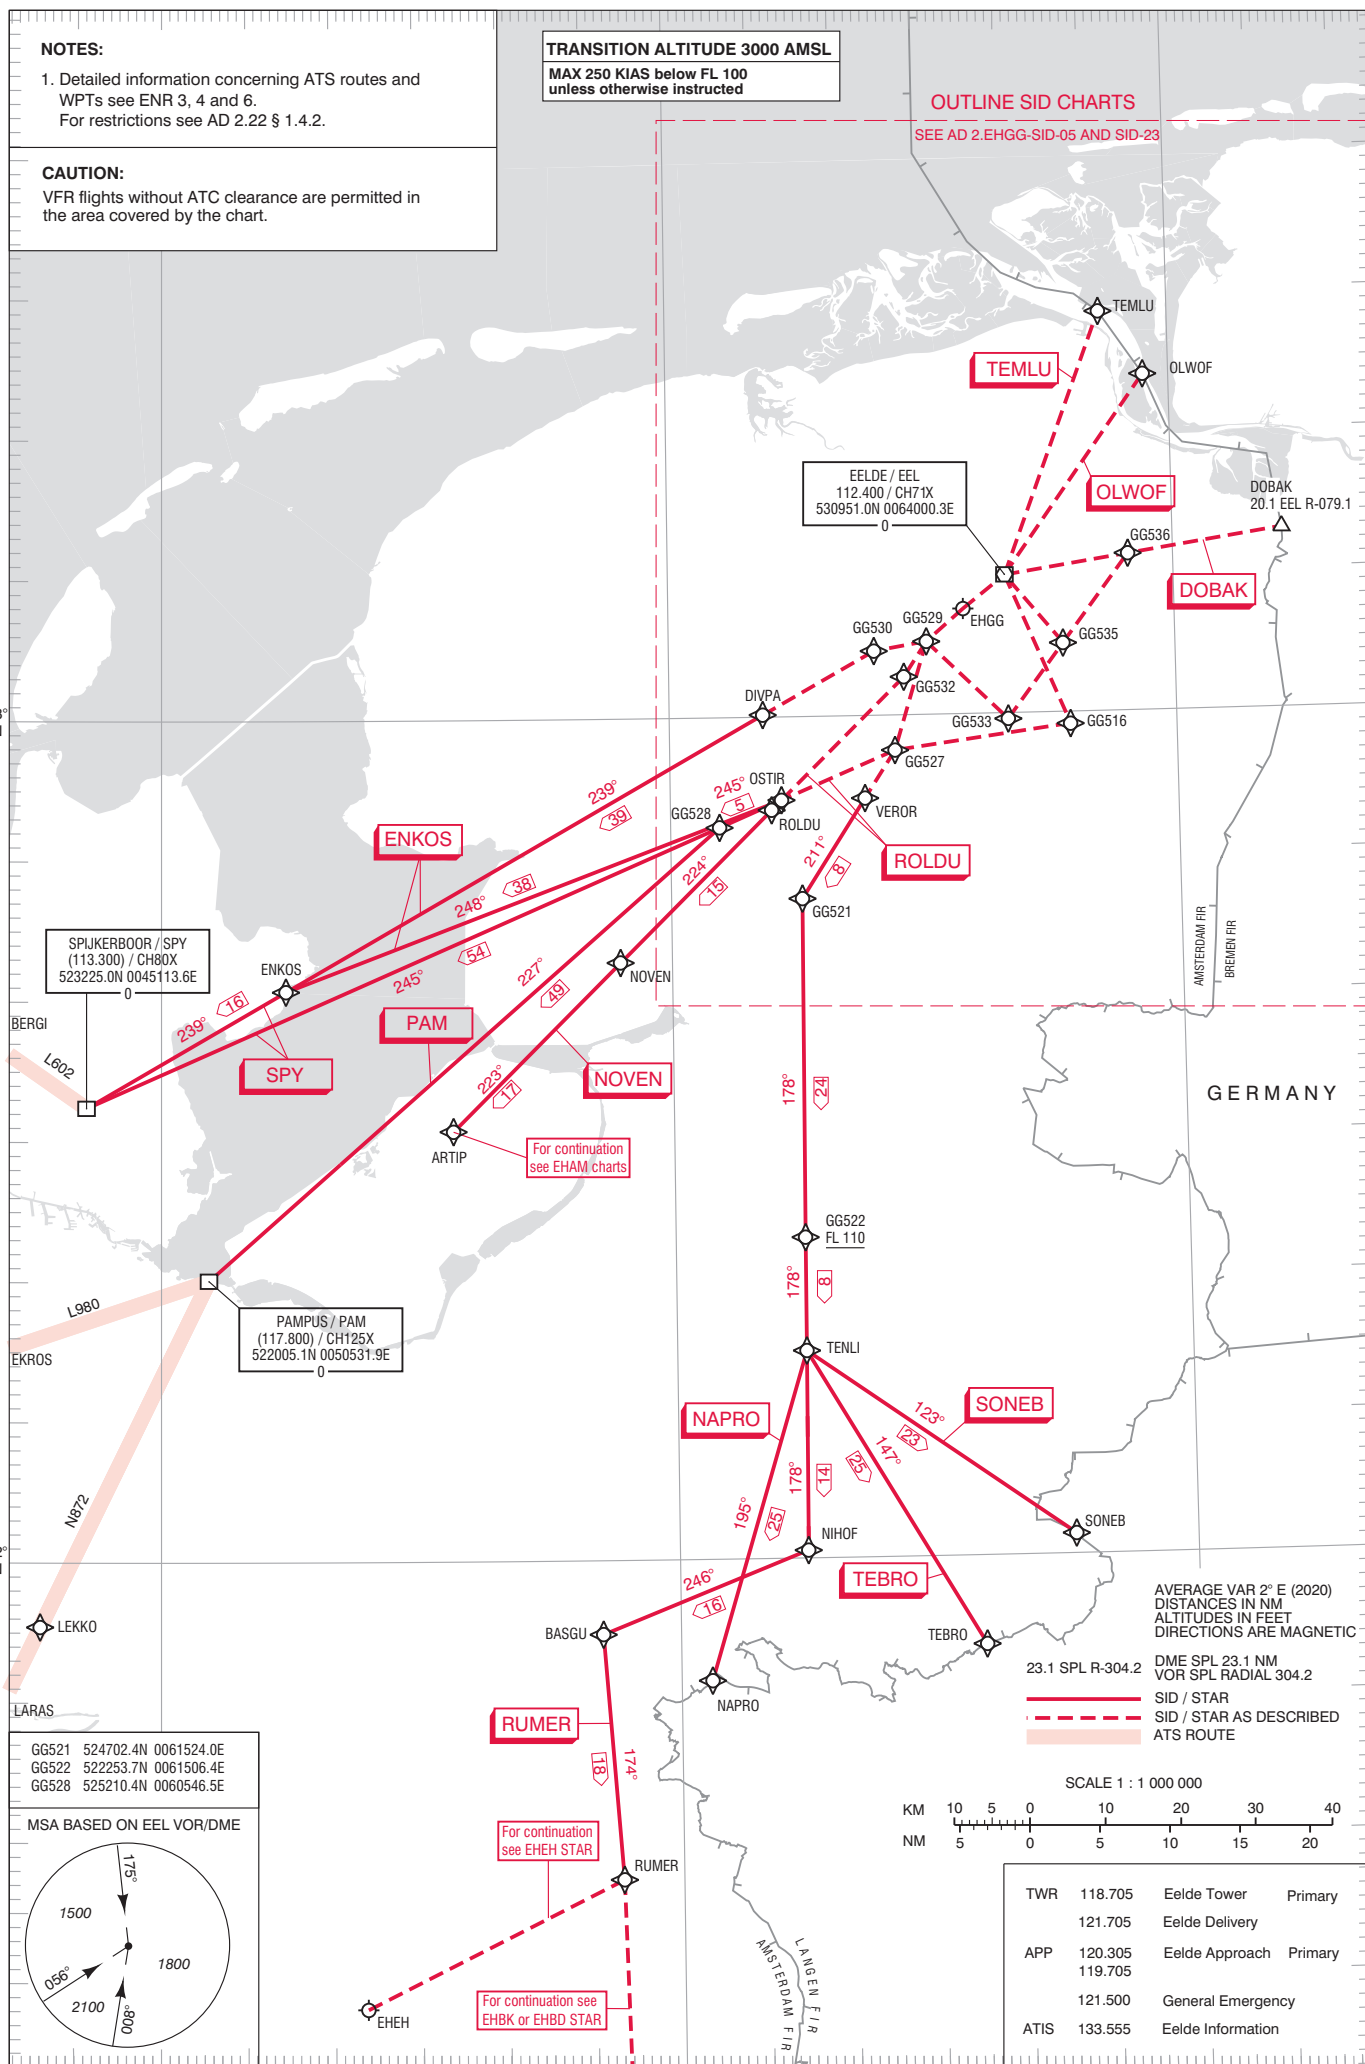 NOTES:
1. Detailed information concerning ATS routes and
WPTs see ENR 3, 4 and 6.
For restrictions see AD 2.22 § 1.4.2.
CAUTION:
VFR flights without ATC clearance are permitted in
the area covered by the chart.
TRANSITION ALTITUDE 3000 AMSL
MAX 250 KIAS below FL 100
unless otherwise instructed
OUTLINE SID CHARTS
SEE AD 2.EHGG-SID-05 AND SID-23
TEMLU
TEMLU
OLWOF
OLWOF
EELDE / EEL
112.400 / CH71X
530951.0N 0064000.3E
0
DOBAK
20.1 EEL R-079.1
GG536
DOBAK
EHGG
GG529
GG530
GG535
GG532
DIVPA
GG533
GG516
GG527
OSTIR
245°
5
GG528
ROLDU
VEROR
ROLDU
239°
39
ENKOS
224°
15
211°
8
GG521
38
248°
54
245°
SPIJKERBOOR / SPY
(113.300) / CH80X
523225.0N 0045113.6E
0
ENKOS
16
239°
227°
49
NOVEN
AMSTERDAM FIR
BREMEN FIR
BERGI
L602
PAM
SPY
NOVEN
223°
17
178°
24
GERMANY
ARTIP
For continuation
see EHAM charts
GG522
FL 110
178°
8
L980
EKROS
PAMPUS / PAM
(117.800) / CH125X
522005.1N 0050531.9E
0
TENLI
NAPRO
SONEB
123°
23
147°
25
178°
14
195°
25
N872
NIHOF
SONEB
246°
16
TEBRO
LEKKO
BASGU
TEBRO
NAPRO
LARAS
AVERAGE VAR 2° E (2020)
DISTANCES IN NM
ALTITUDES IN FEET
DIRECTIONS ARE MAGNETIC
23.1 SPL R-304.2
DME SPL 23.1 NM
VOR SPL RADIAL 304.2
SID / STAR
SID / STAR AS DESCRIBED
ATS ROUTE
RUMER
18
174°
GG521 524702.4N 0061524.0E
GG522 522253.7N 0061506.4E
GG528 525210.4N 0060546.5E
MSA BASED ON EEL VOR/DME
175°
1500
1800
056°
2100
008°
SCALE 1 : 1 000 000
KM 10 5 0 10 20 30 40
NM 5 0 5 10 15 20
For continuation
see EHEH STAR
RUMER
EHEH
For continuation see
EHBK or EHBD STAR
LANGEN FIR
AMSTERDAM FIR
TWR 118.705 Eelde Tower Primary
121.705 Eelde Delivery
APP 120.305 Eelde Approach Primary
119.705
121.500 General Emergency
ATIS 133.555 Eelde Information